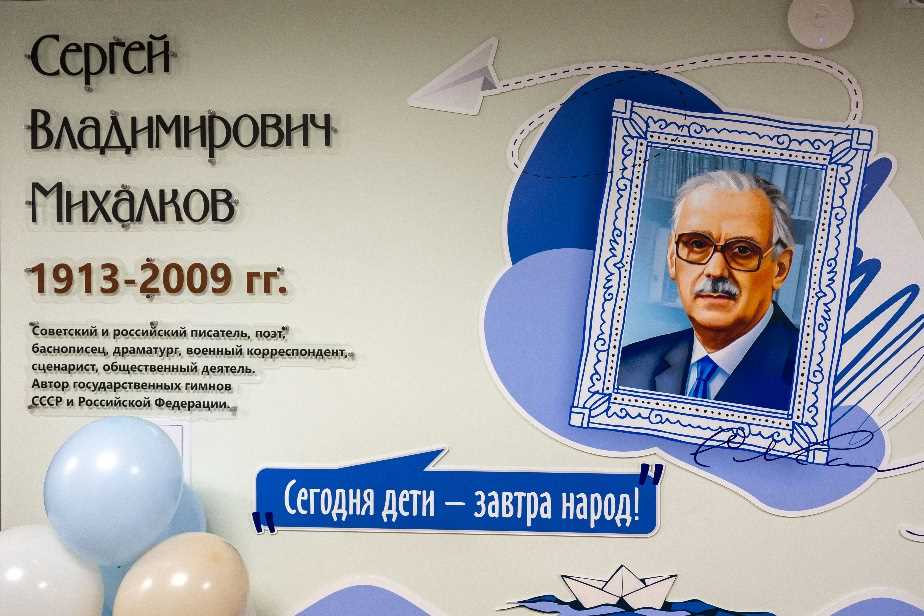 Сергей
Владимирович
Михалков
1913-2009 гг.
Советский и российский писатель, поэт,
баснописец, драматург, военный корреспондент,
сценарист, общественный деятель.
Автор государственных гимнов
СССР и Российской Федерации.
"Сегодня дети – завтра народ!"